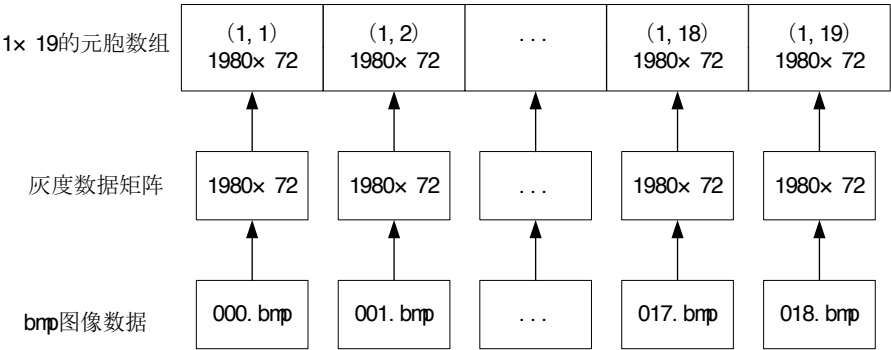 (1, 1) (1, 2) (1, 18) (1, 19)
1×19的元胞数组 ...
1980×72 1980×72 1980×72 1980×72
灰度数据矩阵 1980×72 1980×72 ... 1980×72 1980×72
bmp图像数据 000.bmp 001.bmp ... 017.bmp 018.bmp